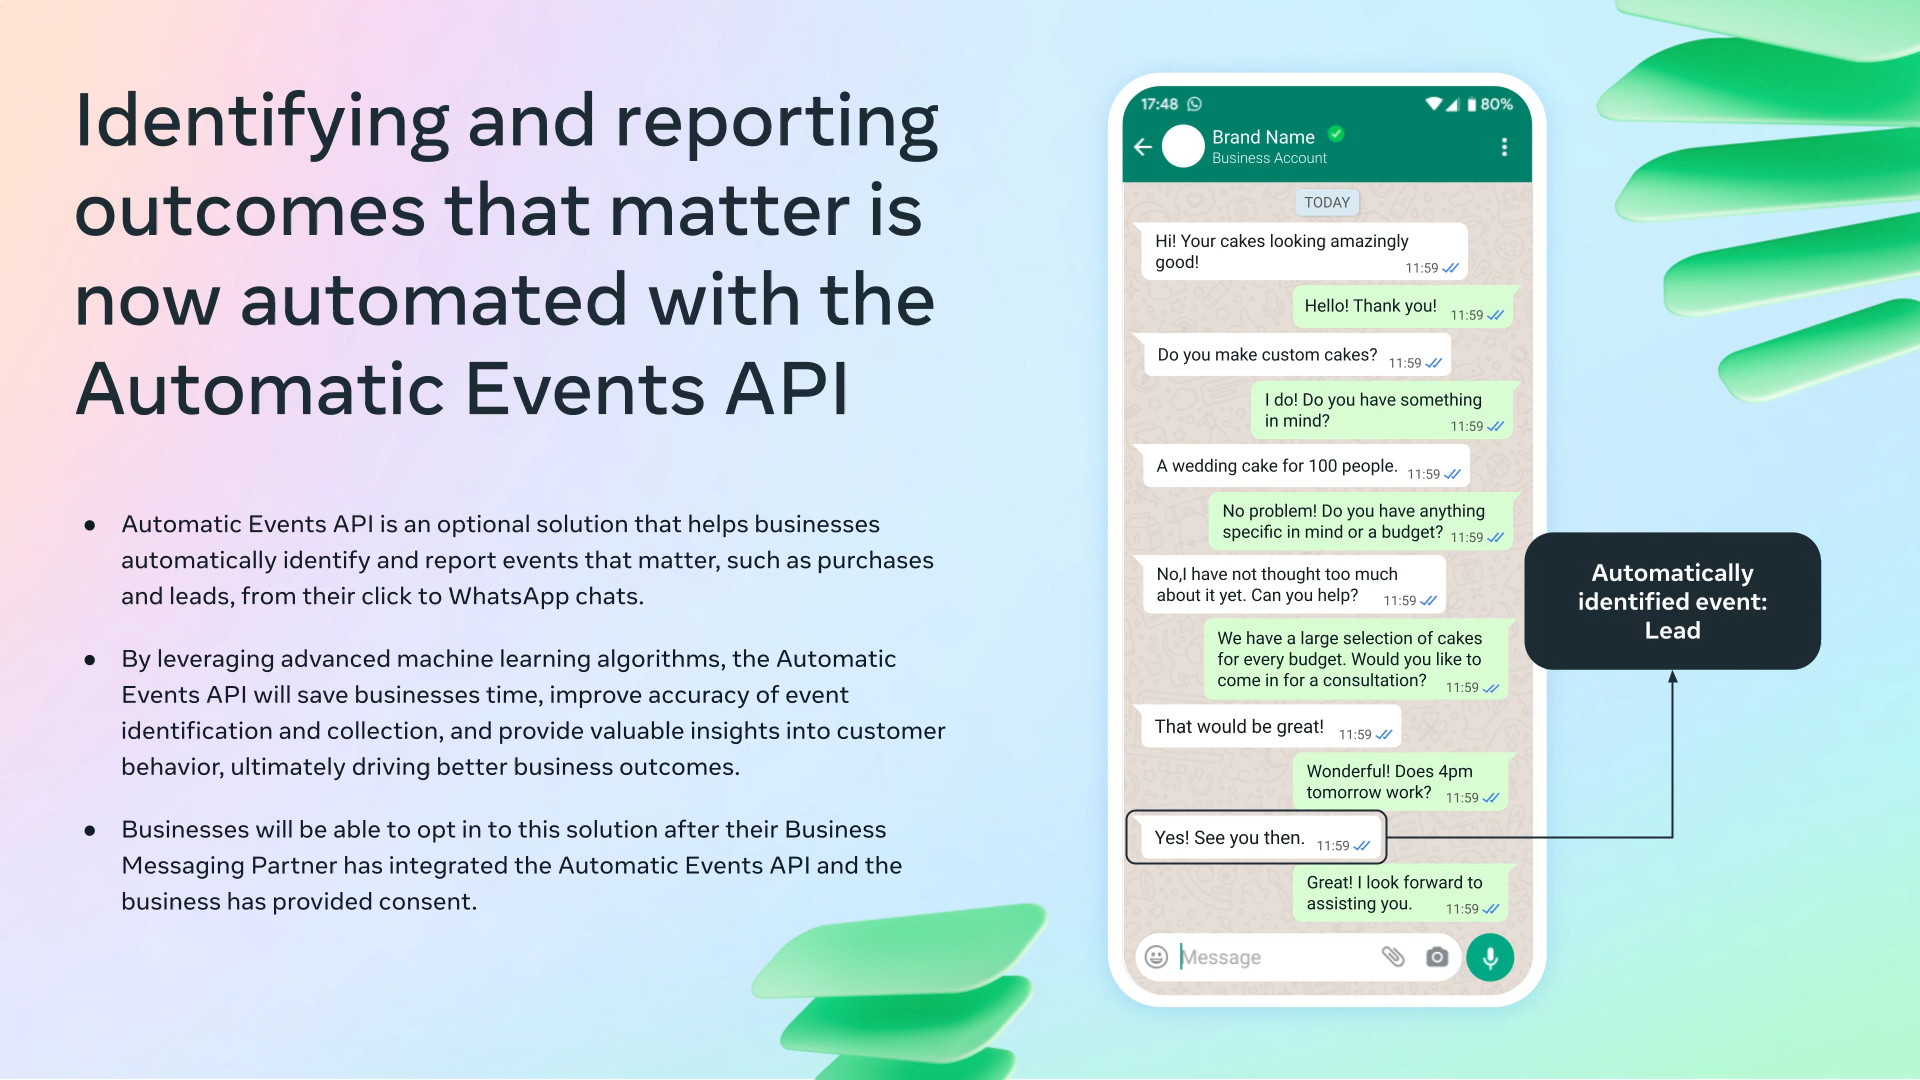 Identifying and reporting
outcomes that matter is
now automated with the
Automatic Events API
● Automatic Events API is an optional solution that helps businesses
automatically identify and report events that matter, such as purchases
and leads, from their click to WhatsApp chats.
● By leveraging advanced machine learning algorithms, the Automatic
Events API will save businesses time, improve accuracy of event
identification and collection, and provide valuable insights into customer
behavior, ultimately driving better business outcomes.
● Businesses will be able to opt in to this solution after their Business
Messaging Partner has integrated the Automatic Events API and the
business has provided consent.
17:48 80%
Brand Name
Business Account
TODAY
Hi! Your cakes looking amazingly
good! 11:59
Hello! Thank you! 11:59
Do you make custom cakes? 11:59
I do! Do you have something
in mind? 11:59
A wedding cake for 100 people. 11:59
No problem! Do you have anything
specific in mind or a budget? 11:59
No,I have not thought too much
about it yet. Can you help? 11:59
We have a large selection of cakes
for every budget. Would you like to
come in for a consultation? 11:59
That would be great! 11:59
Wonderful! Does 4pm
tomorrow work? 11:59
Yes! See you then. 11:59
Great! I look forward to
assisting you. 11:59
Message
Automatically
identified event:
Lead